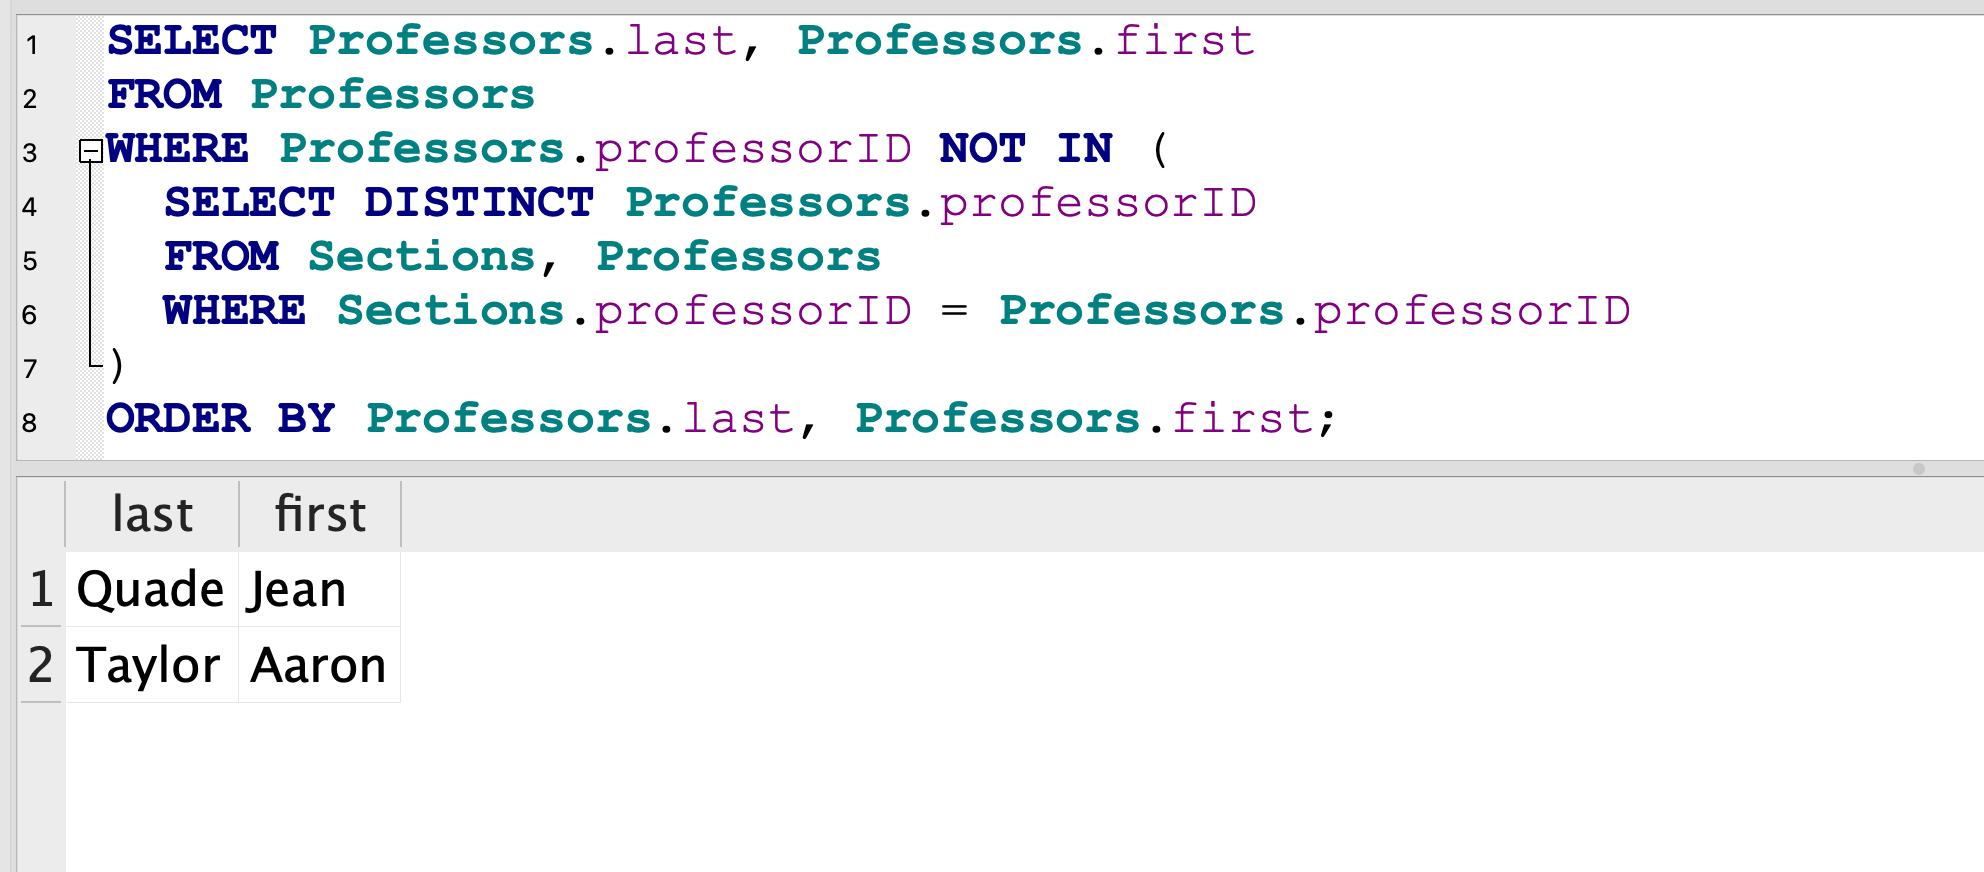 1 SELECT Professors.last, Professors.first
2 FROM Professors
3 WHERE Professors.professorID NOT IN (
4 SELECT DISTINCT Professors.professorID
5 FROM Sections, Professors
6 WHERE Sections.professorID = Professors.professorID
7 )
8 ORDER BY Professors.last, Professors.first;
last first
1 Quade Jean
2 Taylor Aaron